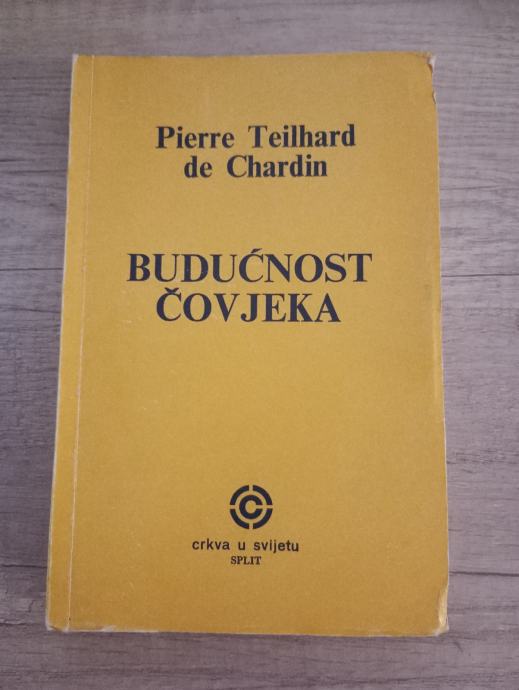 Pierre Teilhard
de Chardin
BUDUĆNOST
ČOVJEKA
crkva u svijetu
SPLIT